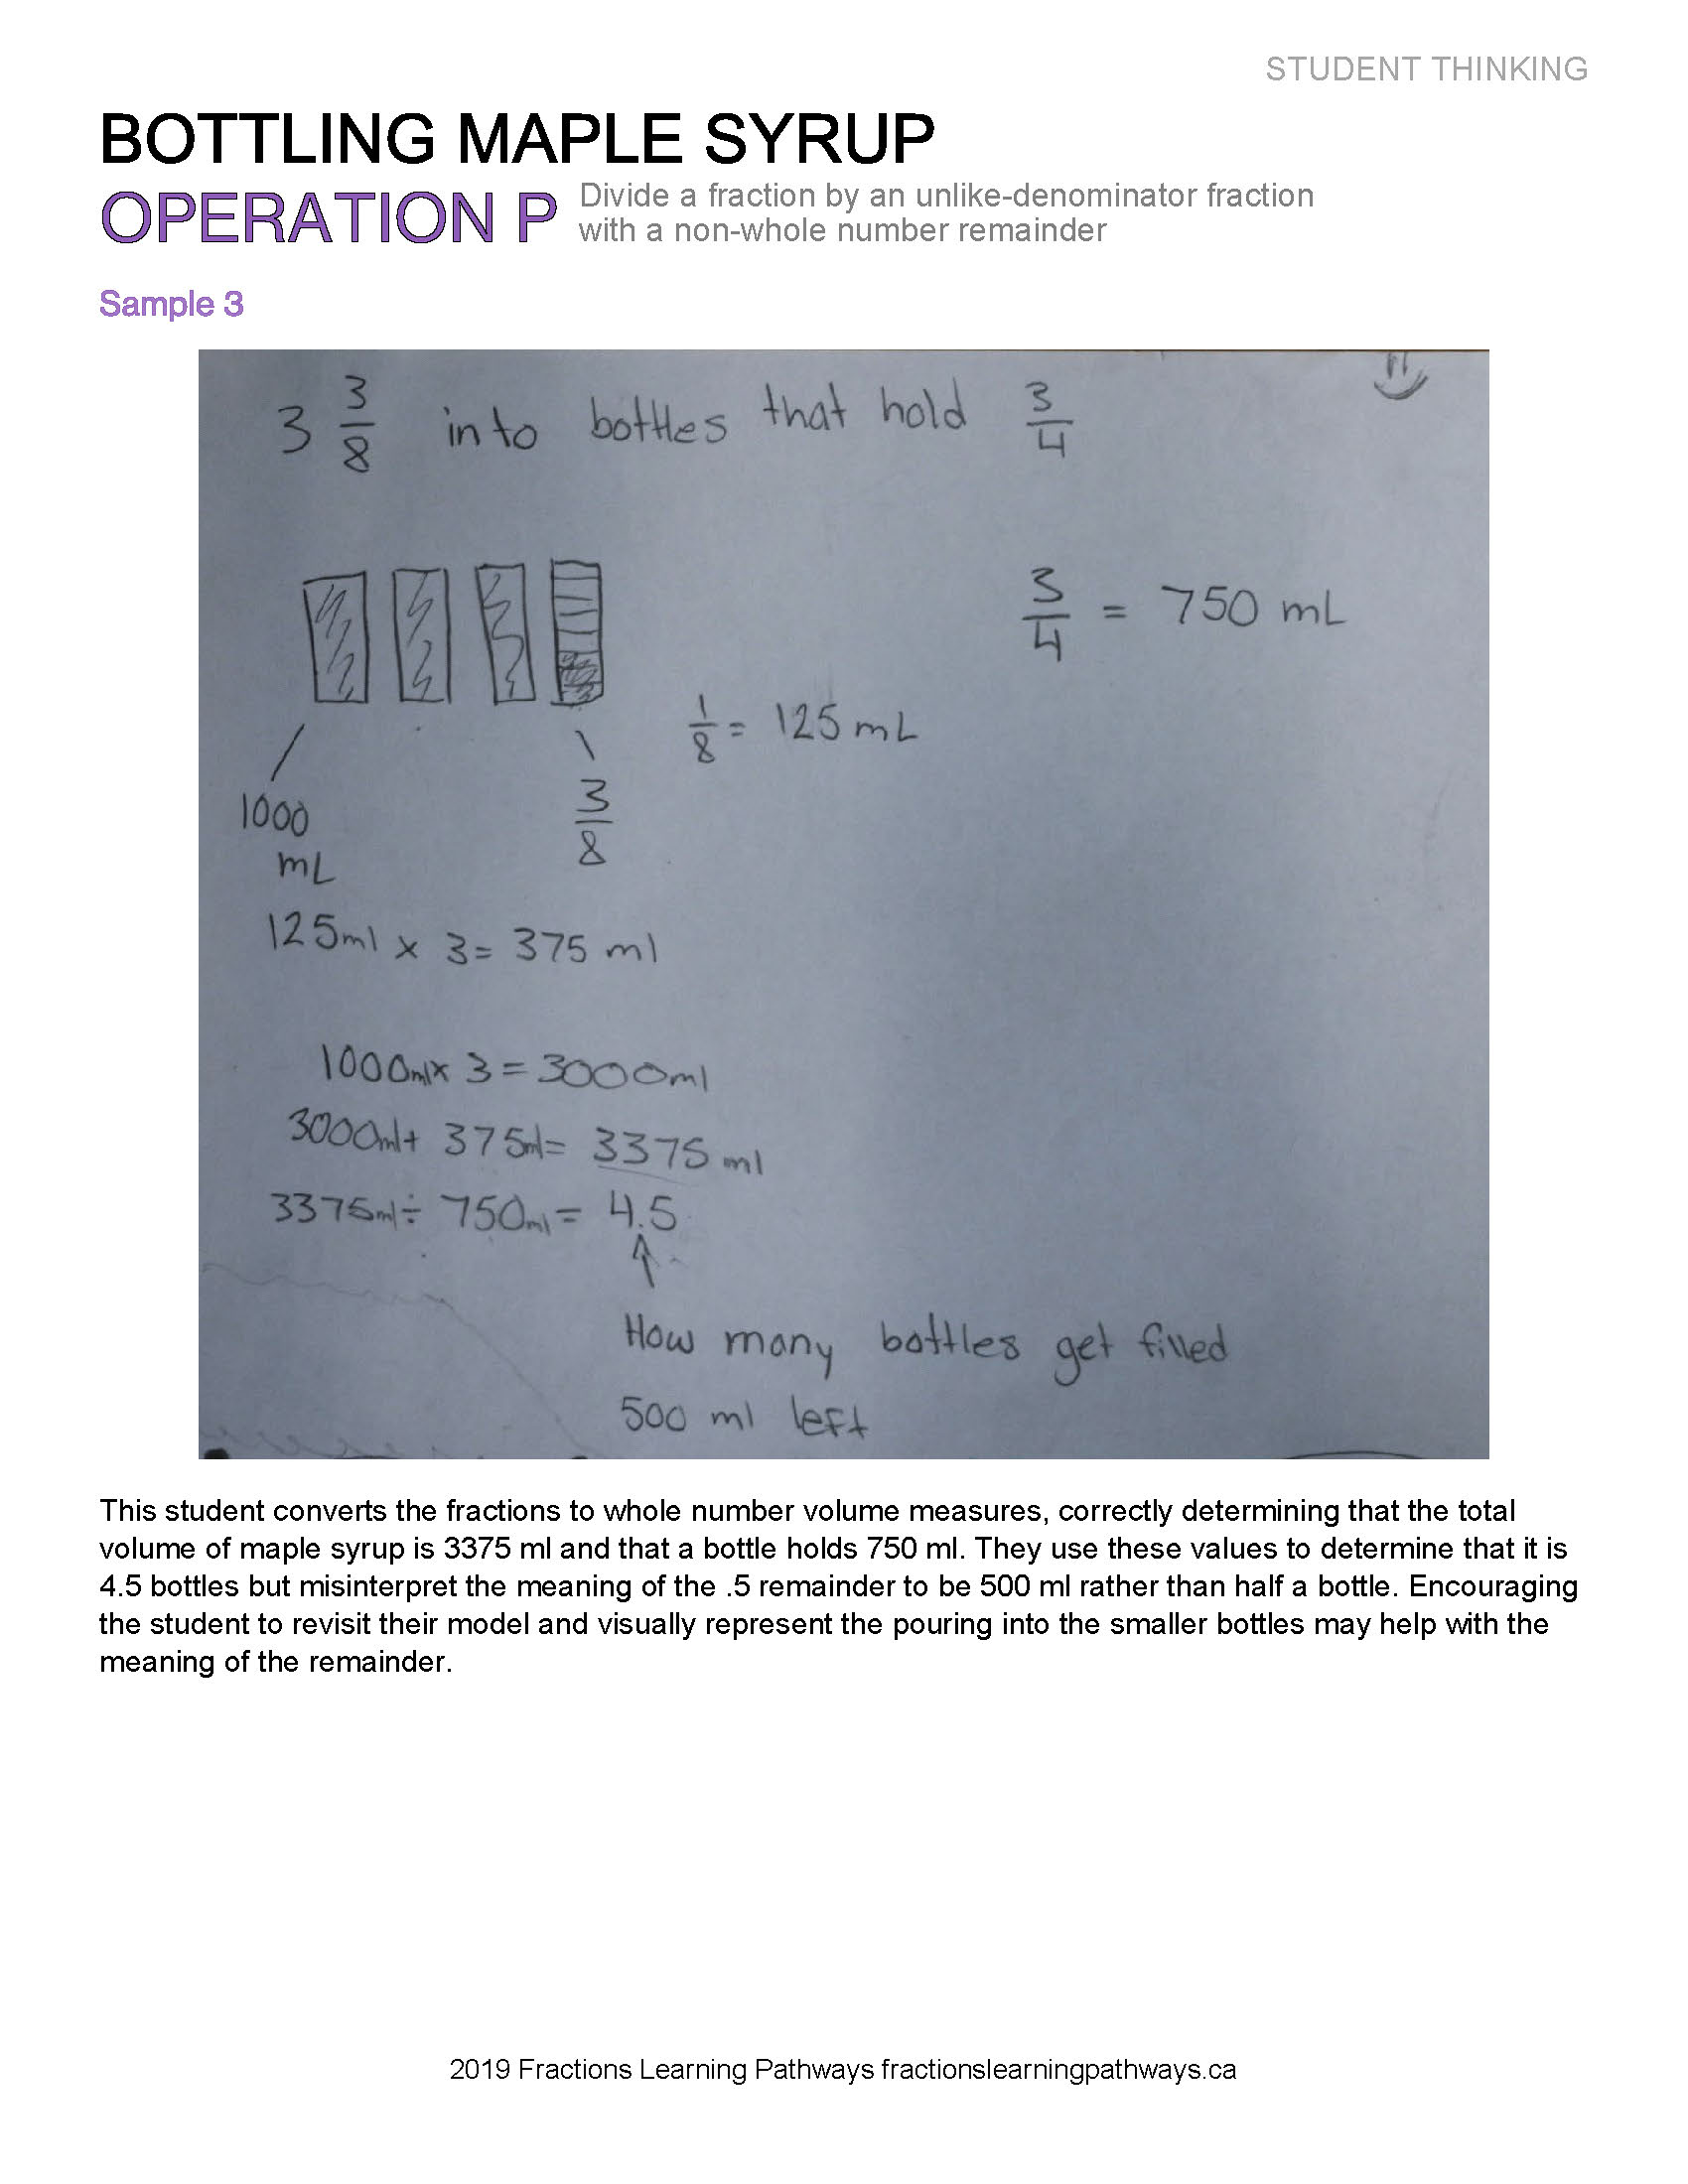 STUDENT THINKING
BOTTLING MAPLE SYRUP
OPERATION P
Divide a fraction by an unlike-denominator fraction
with a non-whole number remainder
Sample 3
3 3/8 into bottles that hold 3/4
3/4 = 750 mL
1/8 = 125 mL
1000
mL
3/8
125ml x 3 = 375 ml
1000ml x 3 = 3000ml
3000ml + 375ml = 3375 ml
3375ml ÷ 750ml = 4.5
How many bottles get filled
500 ml left
This student converts the fractions to whole number volume measures, correctly determining that the total
volume of maple syrup is 3375 ml and that a bottle holds 750 ml. They use these values to determine that it is
4.5 bottles but misinterpret the meaning of the .5 remainder to be 500 ml rather than half a bottle. Encouraging
the student to revisit their model and visually represent the pouring into the smaller bottles may help with the
meaning of the remainder.
2019 Fractions Learning Pathways fractionslearningpathways.ca